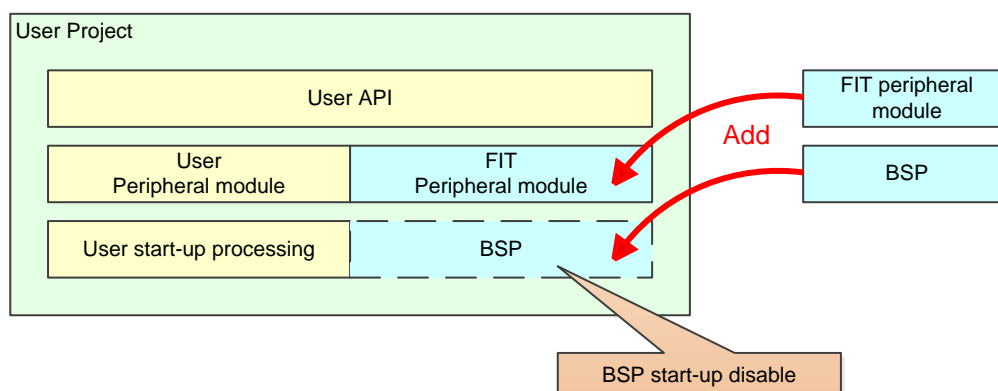 User Project
User API
FIT peripheral
module
Add
User
Peripheral module
FIT
Peripheral module
BSP
User start-up processing
BSP
BSP start-up disable